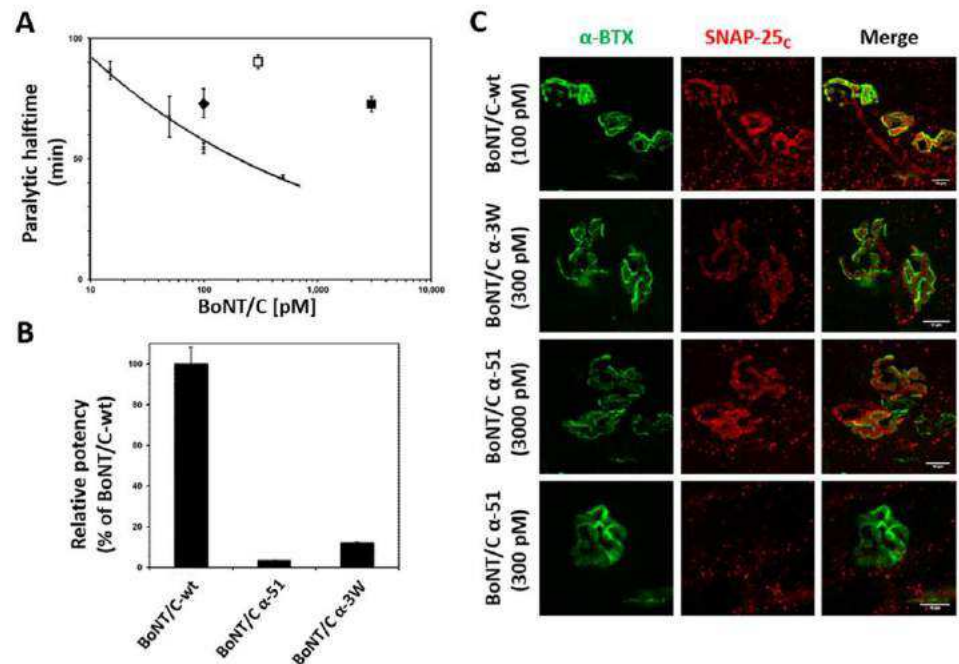 A
100
50
0
Paralytic halftime
(min)
10
100
1,000
10,000
BoNT/C [pM]
B
100
80
60
40
20
0
Relative potency
(% of BoNT/C-wt)
BoNT/C-wt
BoNT/C α-51
BoNT/C α-3W
C
α-BTX
SNAP-25c
Merge
BoNT/C-wt
(100 pM)
BoNT/C α-3W
(300 pM)
BoNT/C α-51
(3000 pM)
BoNT/C α-51
(300 pM)